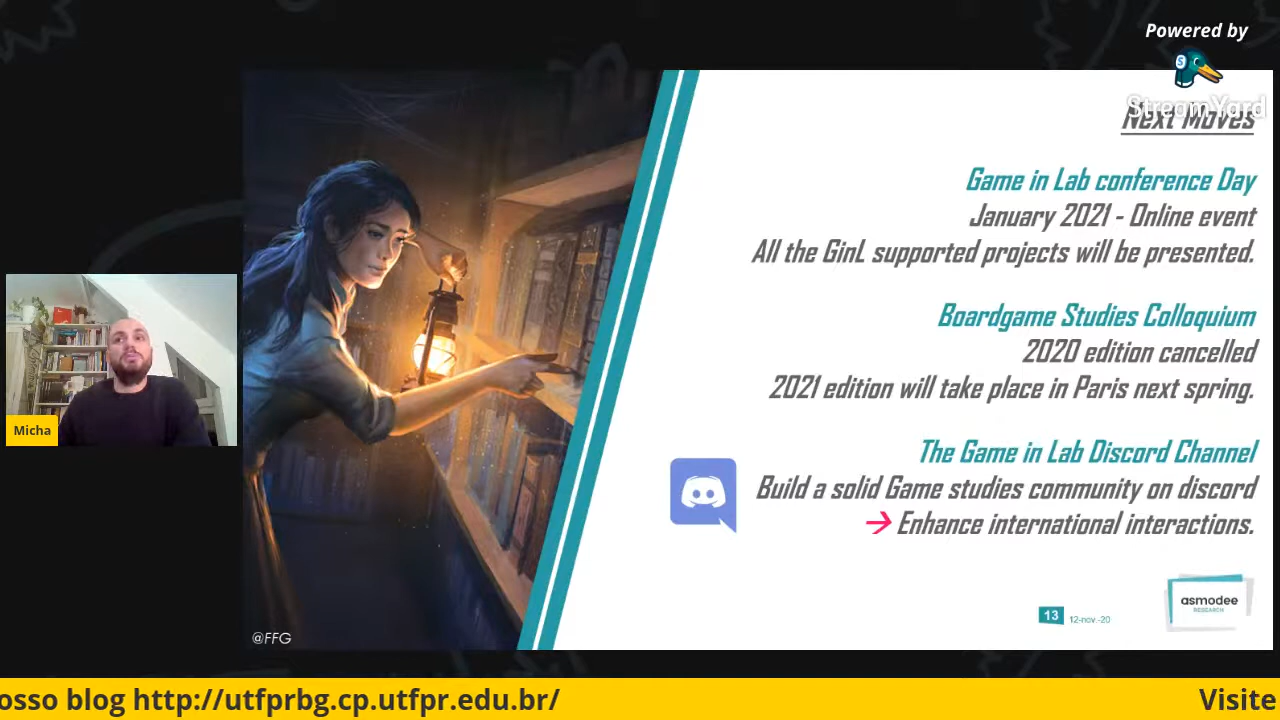 Powered by
StreamYard
Next Moves
Game in Lab conference Day
January 2021 - Online event
All the GinL supported projects will be presented.
Boardgame Studies Colloquium
2020 edition cancelled
2021 edition will take place in Paris next spring.
The Game in Lab Discord Channel
Build a solid Game studies community on discord
→ Enhance international interactions.
Micha
@FFG
13
12-nov.-20
asmodee
RESEARCH
osso blog http://utfprbg.cp.utfpr.edu.br/
Visite